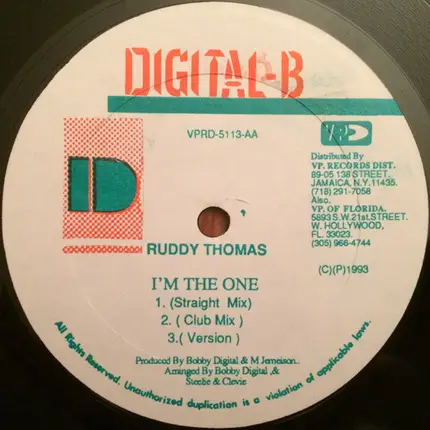 DIGITAL-B
VPRD-5113-AA
VP
Distributed By
VP. RECORDS DIST.
89-05 138 STREET.
JAMAICA, N.Y.11435.
(718) 291-7058
Also.
VP. OF FLORIDA.
5893 S.W. 21st.STREET.
W. HOLLYWOOD,
FL. 33023.
(305) 966-4744
(C)(P)1993
D
RUDDY THOMAS
I'M THE ONE
1. (Straight Mix)
2. ( Club Mix )
3.( Version )
Produced By Bobby Digital & M Jemeison..
Arranged By Bobby Digital ,&
Steelie & Clevie
All Rights Reserved. Unauthorized duplication is a violation of applicable laws.